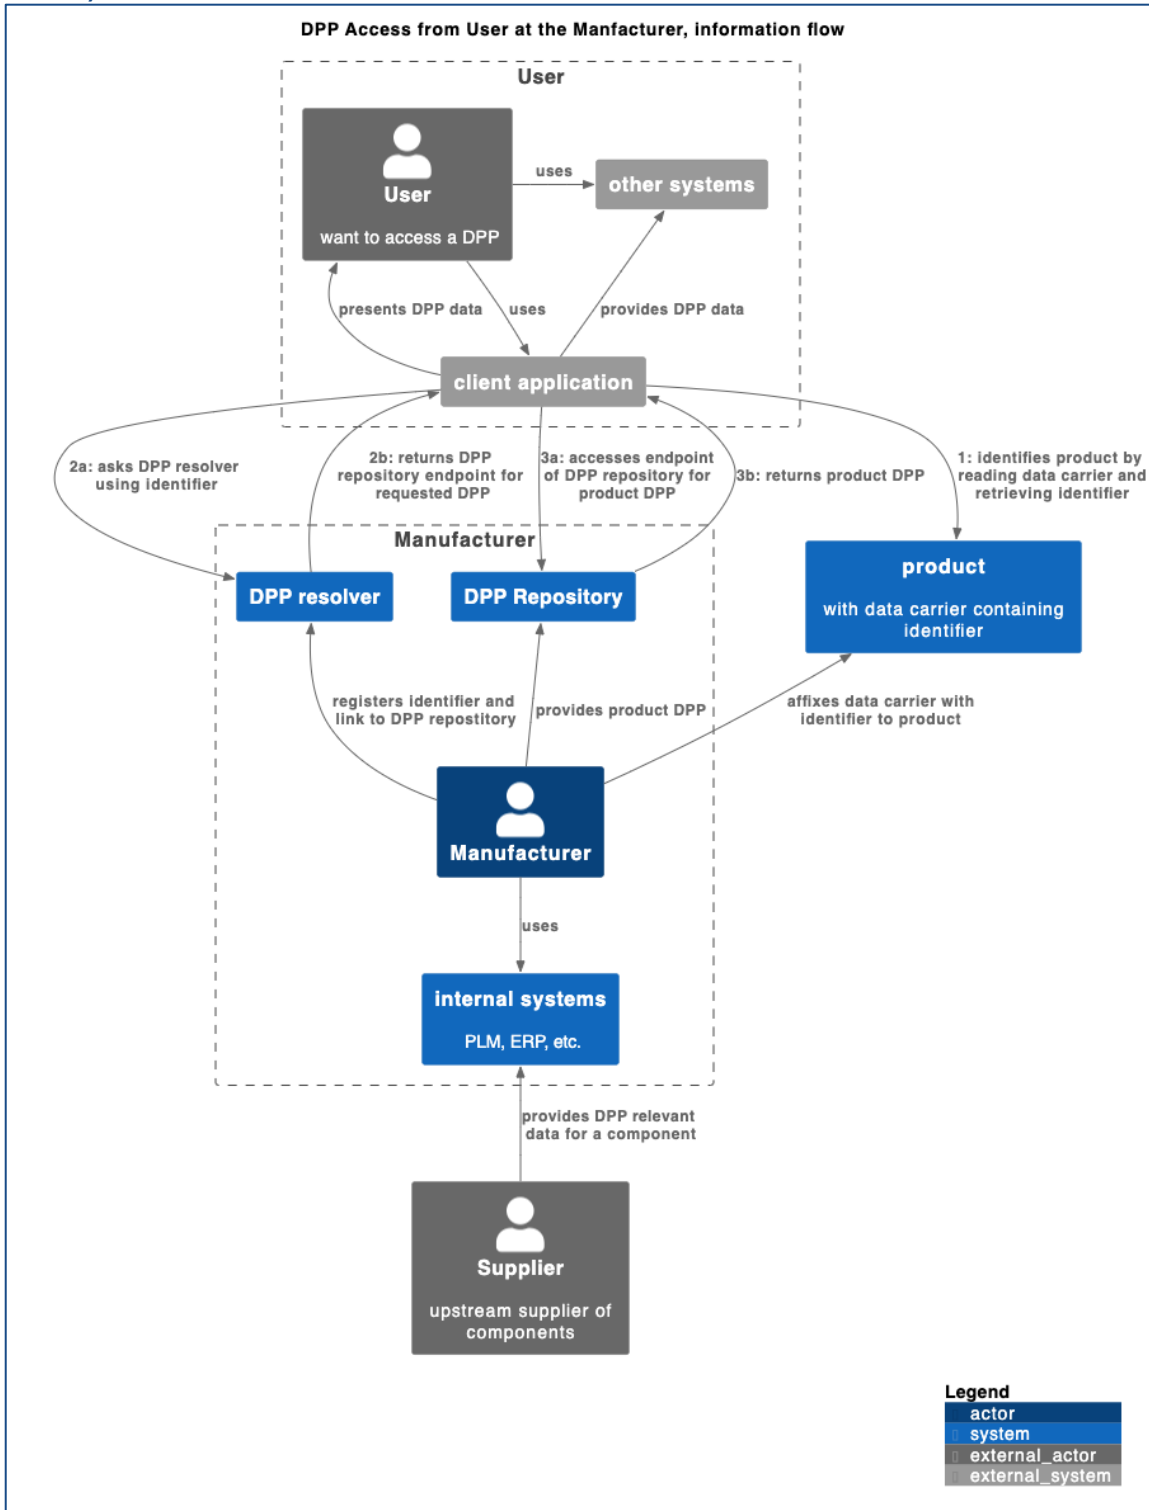 DPP Access from User at the Manfacturer, information flow
User
User
want to access a DPP
uses
other systems
presents DPP data
uses
provides DPP data
client application
2a: asks DPP resolver
using identifier
2b: returns DPP
repository endpoint for
requested DPP
3a: accesses endpoint
of DPP repository for
product DPP
3b: returns product DPP
1: identifies product by
reading data carrier and
retrieving identifier
Manufacturer
DPP resolver
DPP Repository
product
with data carrier containing
identifier
registers identifier and
link to DPP repostitory
provides product DPP
affixes data carrier with
identifier to product
Manufacturer
uses
internal systems
PLM, ERP, etc.
provides DPP relevant
data for a component
Supplier
upstream supplier of
components
Legend
actor
system
external_actor
external_system